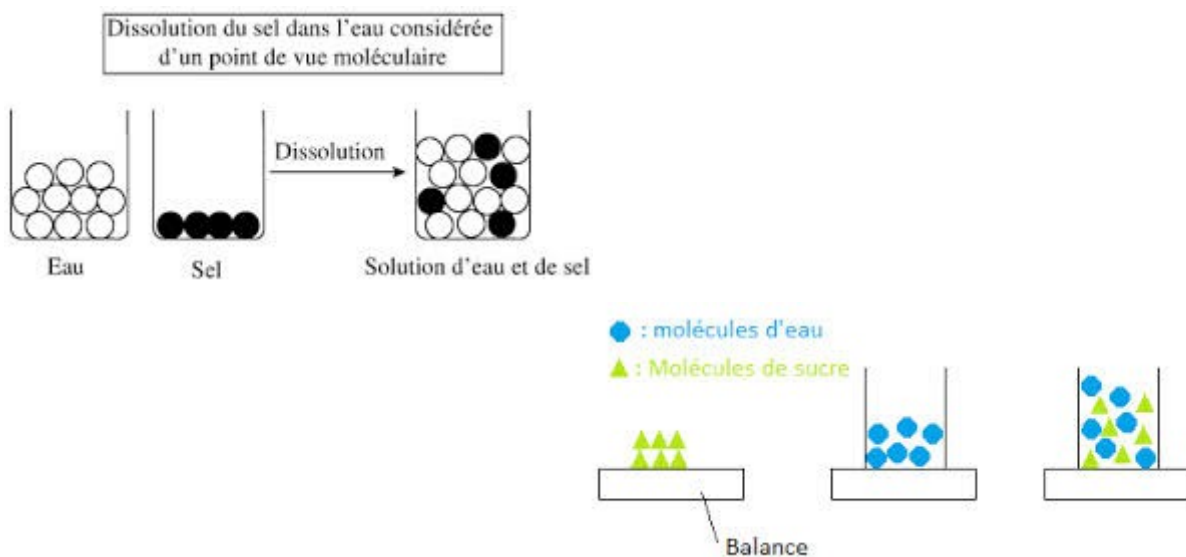 Dissolution du sel dans l'eau considérée
d'un point de vue moléculaire
Dissolution
Eau
Sel
Solution d'eau et de sel
: molécules d'eau
: Molécules de sucre
Balance